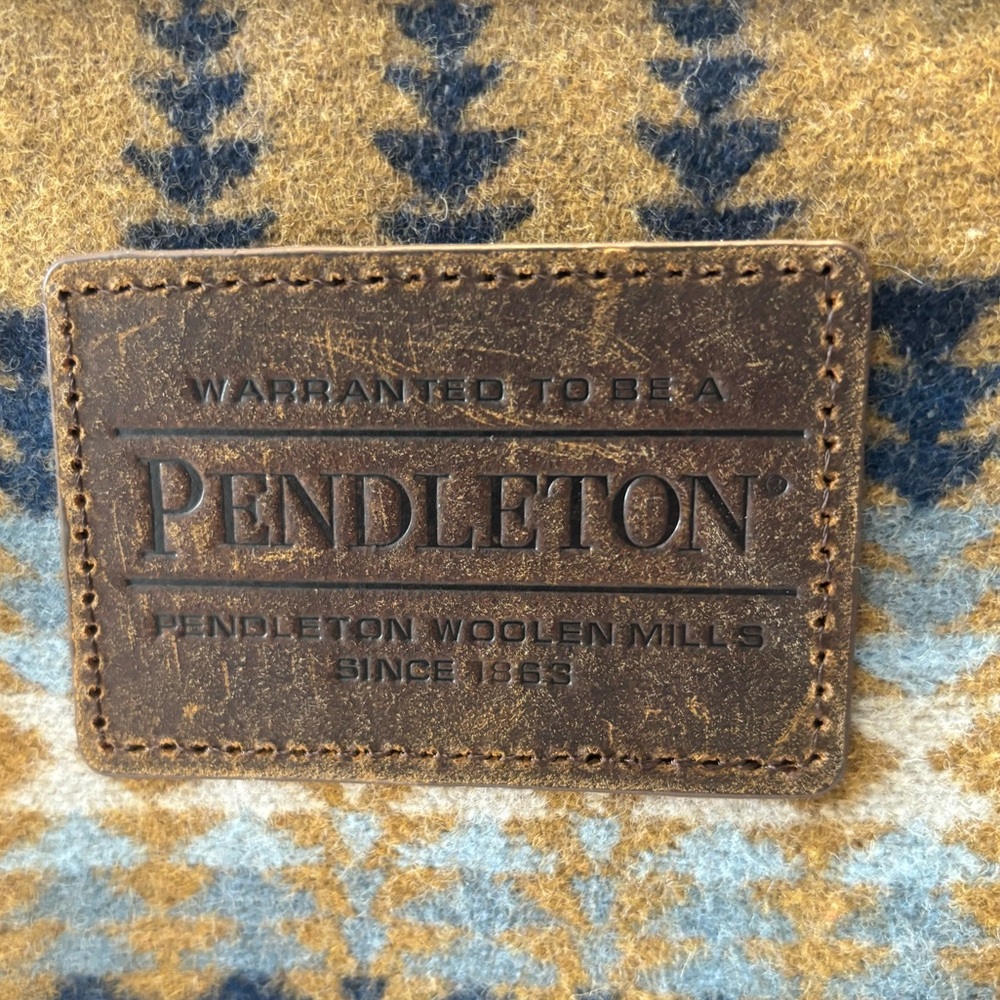 WARRANTED TO BE A
PENDLETON®
PENDLETON WOOLEN MILLS
SINCE 1863